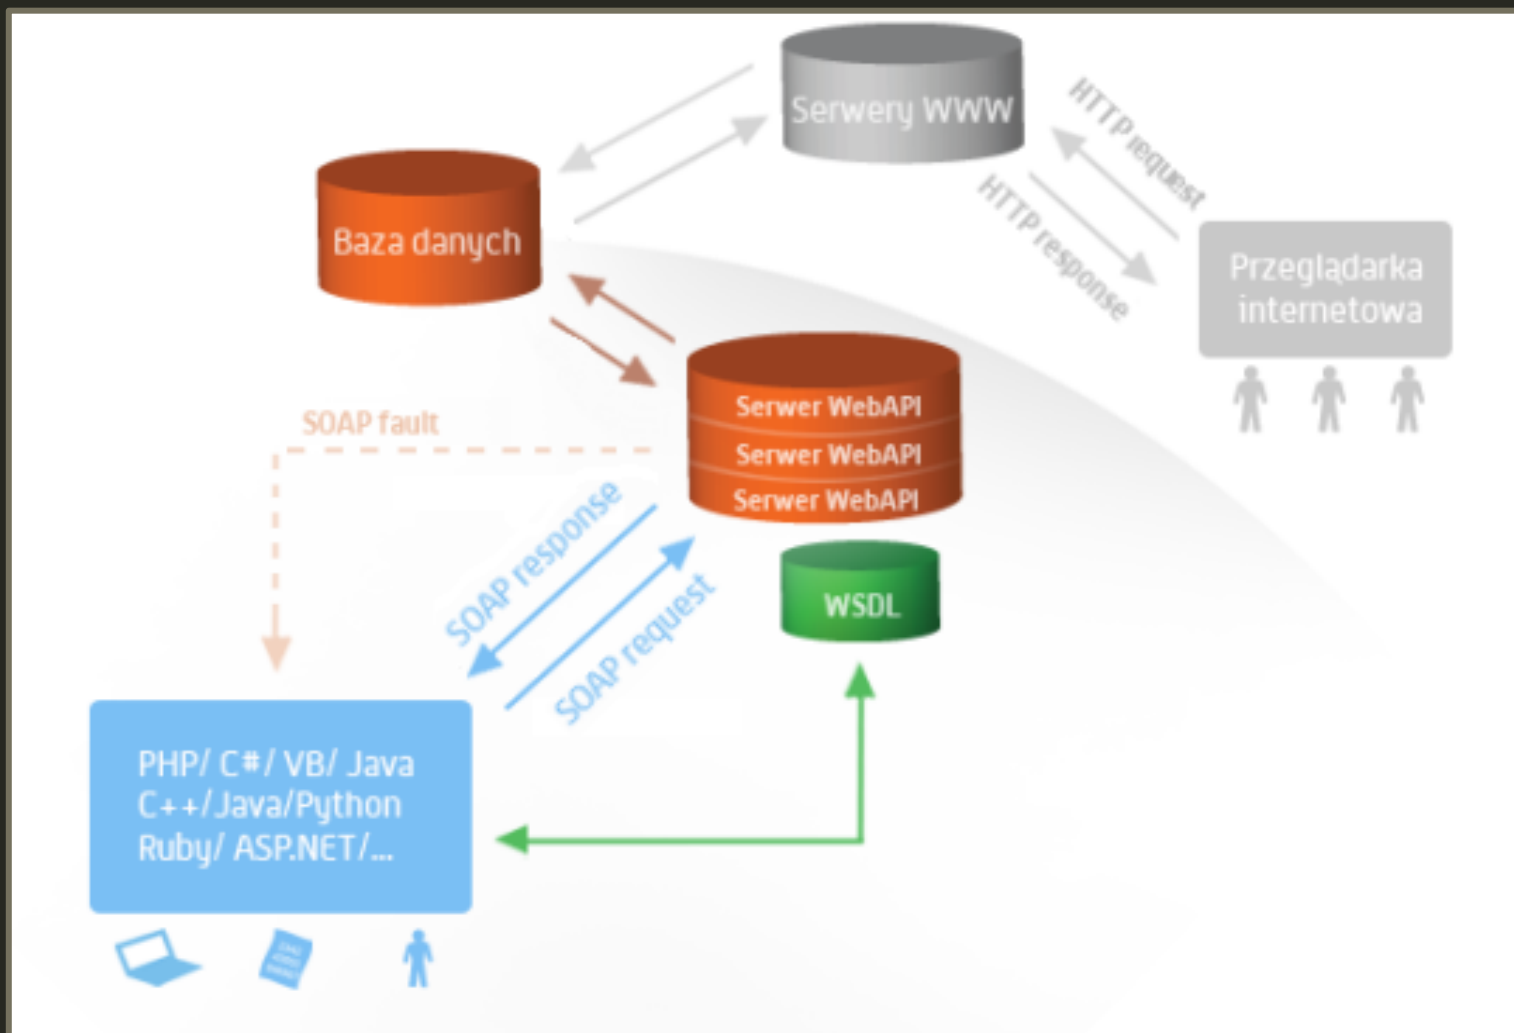 Serwery WWW
HTTP request
HTTP response
Baza danych
Przeglądarka
internetowa
Serwer WebAPI
Serwer WebAPI
Serwer WebAPI
SOAP fault
SOAP response
SOAP request
WSDL
PHP/ C#/ VB/ Java
C++/Java/Python
Ruby/ ASP.NET/...